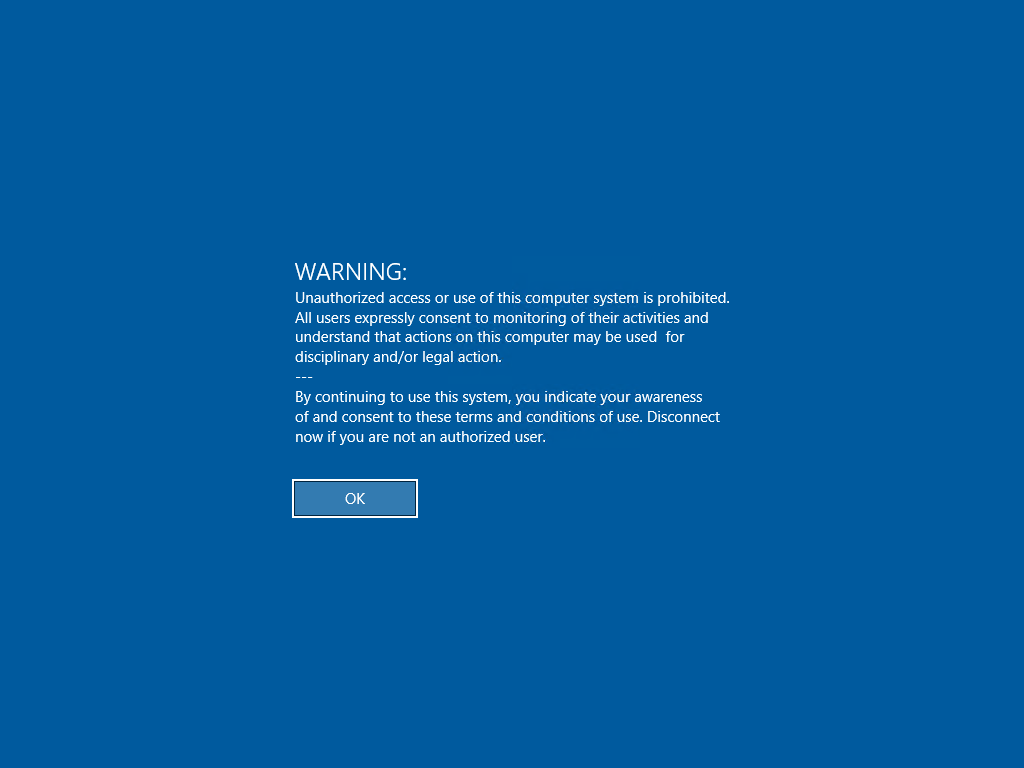 WARNING:
Unauthorized access or use of this computer system is prohibited.
All users expressly consent to monitoring of their activities and
understand that actions on this computer may be used  for
disciplinary and/or legal action.
---
By continuing to use this system, you indicate your awareness
of and consent to these terms and conditions of use. Disconnect
now if you are not an authorized user.
OK